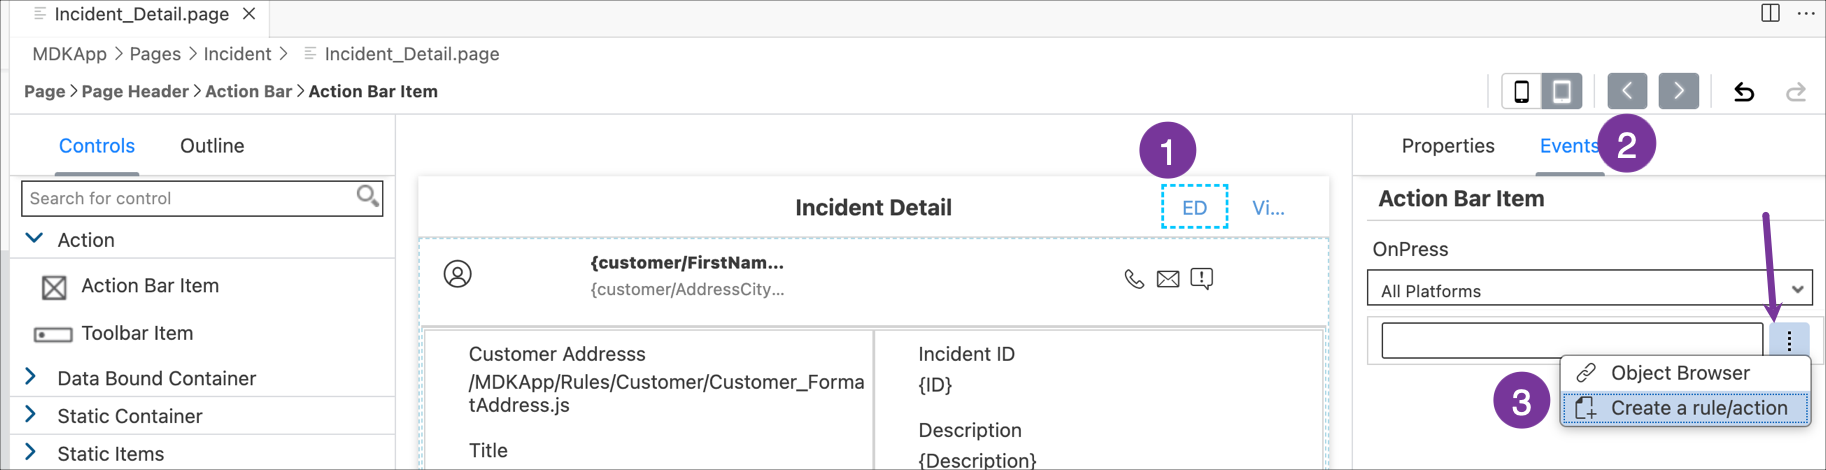 Incident_Detail.page
MDKApp > Pages > Incident > Incident_Detail.page
Page > Page Header > Action Bar > Action Bar Item
Controls
Outline
Search for control
Action
Action Bar Item
Toolbar Item
Data Bound Container
Static Container
Static Items
1
Incident Detail
ED
Vi...
{customer/FirstNam...
{customer/AddressCity...
Customer Addresss
/MDKApp/Rules/Customer/Customer_Forma
tAddress.js
Title
Incident ID
{ID}
Description
{Description}
Properties
Events
2
Action Bar Item
OnPress
All Platforms
3
Object Browser
Create a rule/action